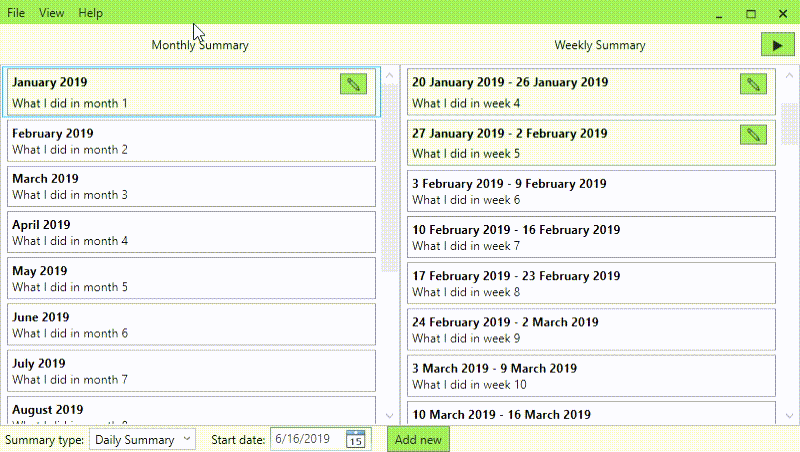 File View Help
Monthly Summary
Weekly Summary
January 2019
What I did in month 1
February 2019
What I did in month 2
March 2019
What I did in month 3
April 2019
What I did in month 4
May 2019
What I did in month 5
June 2019
What I did in month 6
July 2019
What I did in month 7
August 2019
20 January 2019 - 26 January 2019
What I did in week 4
27 January 2019 - 2 February 2019
What I did in week 5
3 February 2019 - 9 February 2019
What I did in week 6
10 February 2019 - 16 February 2019
What I did in week 7
17 February 2019 - 23 February 2019
What I did in week 8
24 February 2019 - 2 March 2019
What I did in week 9
3 March 2019 - 9 March 2019
What I did in week 10
10 March 2019 - 16 March 2019
Summary type: Daily Summary Start date: 6/16/2019 15 Add new